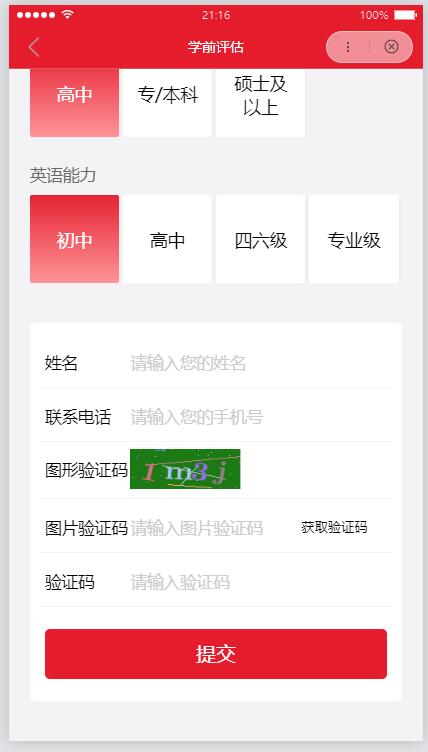 21:16
100%
学前评估
高中
专/本科
硕士及
以上
英语能力
初中
高中
四六级
专业级
姓名 请输入您的姓名
联系电话 请输入您的手机号
图形验证码 Im3j
图片验证码 请输入图片验证码 获取验证码
验证码 请输入验证码
提交